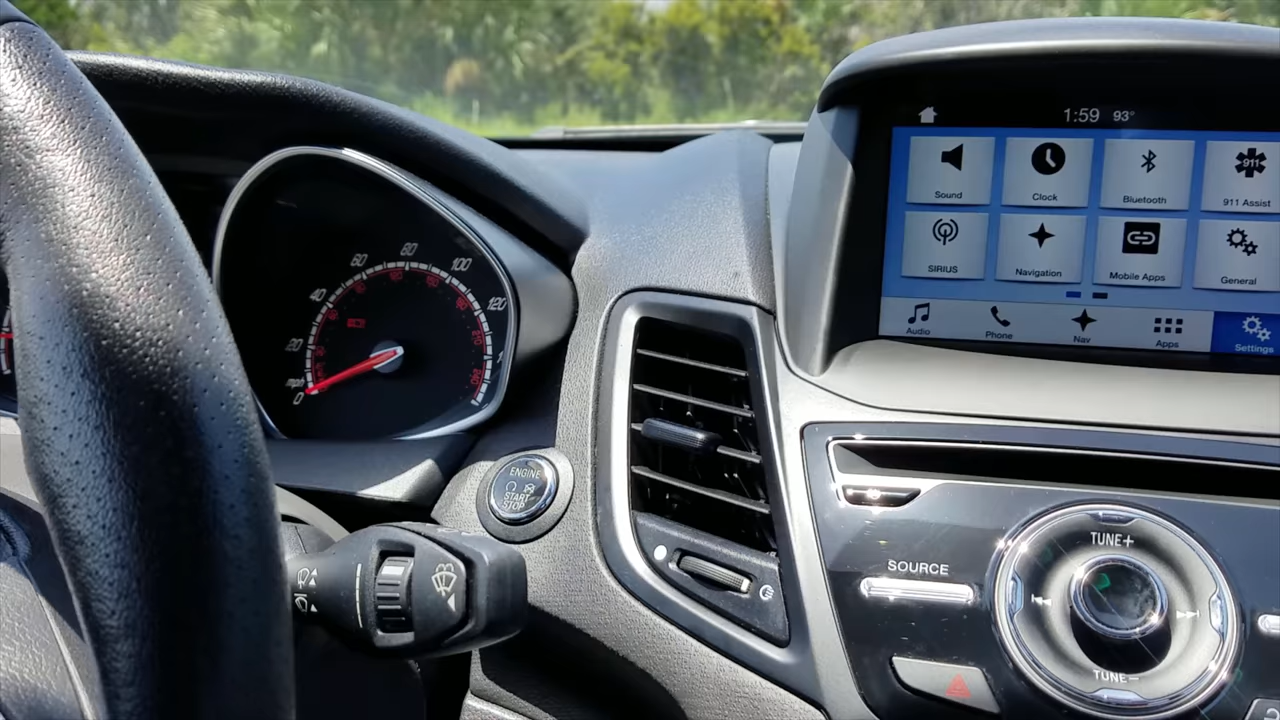 1:59 93°
Sound Clock Bluetooth 911 911 Assist
SIRIUS Navigation Mobile Apps General
Audio Phone Nav Apps Settings
20 40 60 80 100 120
mph
0
ENGINE
START
STOP
SOURCE
TUNE+
TUNE-